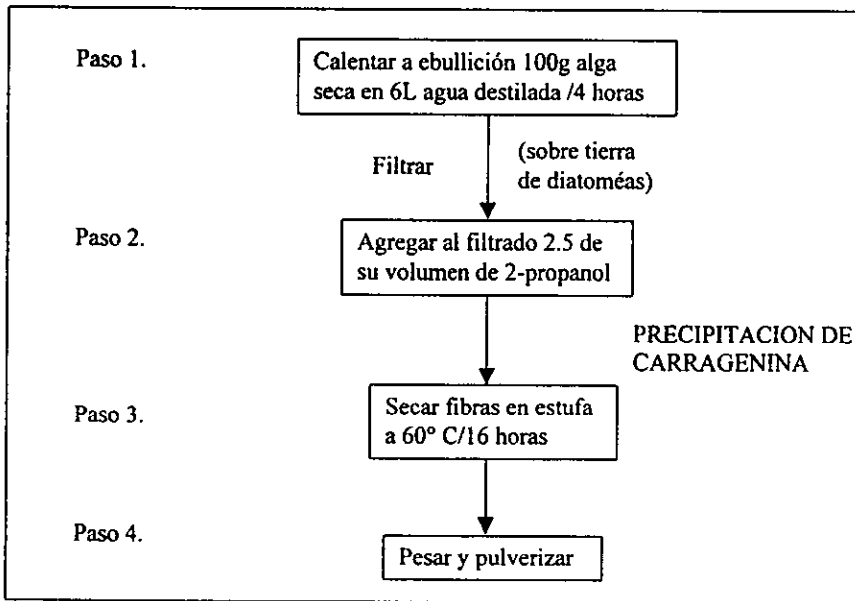 Paso 1.
Calentar a ebullición 100g alga
seca en 6L agua destilada /4 horas
Filtrar
(sobre tierra
de diatoméas)
Paso 2.
Agregar al filtrado 2.5 de
su volumen de 2-propanol
PRECIPITACION DE
CARRAGENINA
Paso 3.
Secar fibras en estufa
a 60° C/16 horas
Paso 4.
Pesar y pulverizar